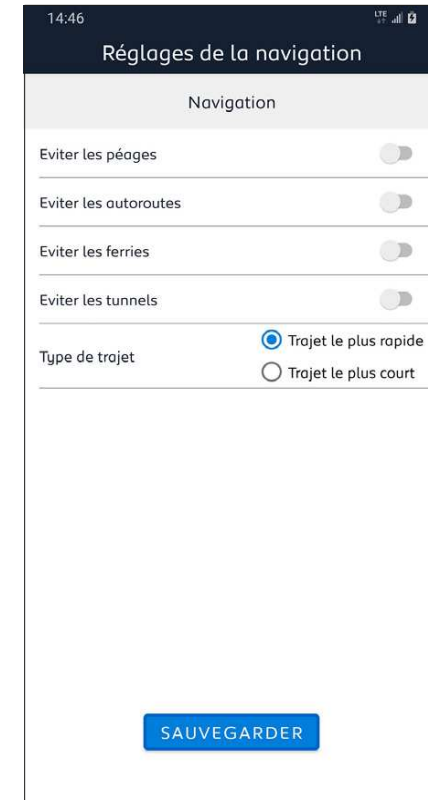 14:46
LTE
Réglages de la navigation
Navigation
Eviter les péages
Eviter les autoroutes
Eviter les ferries
Eviter les tunnels
Type de trajet
Trajet le plus rapide
Trajet le plus court
SAUVEGARDER